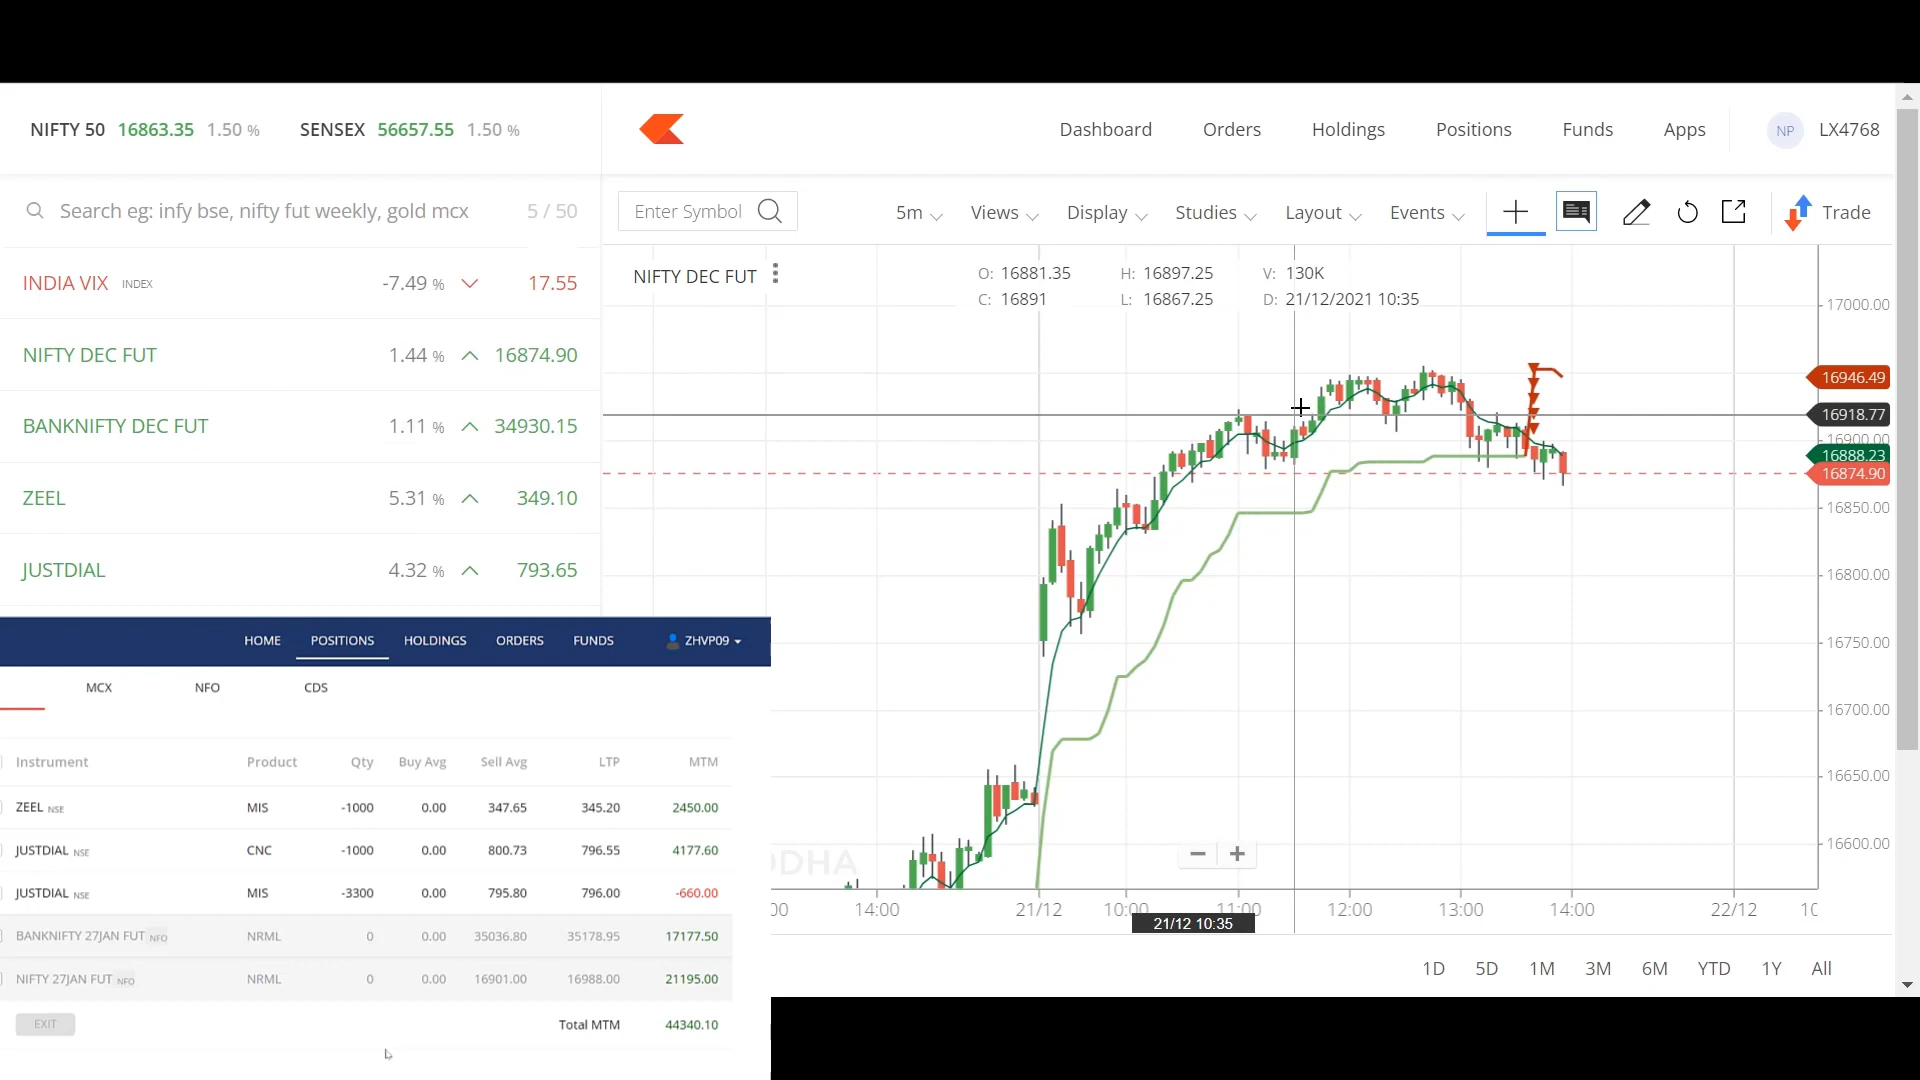 NIFTY 50 16863.35 1.50 % SENSEX 56657.55 1.50 %
Dashboard Orders Holdings Positions Funds Apps NP LX4768
Search eg: infy bse, nifty fut weekly, gold mcx 5 / 50
Enter Symbol 5m Views Display Studies Layout Events Trade
INDIA VIX INDEX -7.49 % 17.55
NIFTY DEC FUT 1.44 % 16874.90
BANKNIFTY DEC FUT 1.11 % 34930.15
ZEEL 5.31 % 349.10
JUSTDIAL 4.32 % 793.65
NIFTY DEC FUT
O: 16881.35 H: 16897.25 V: 130K
C: 16891 L: 16867.25 D: 21/12/2021 10:35
17000.00
16946.49
16918.77
16900.00
16888.23
16874.90
16850.00
16800.00
16750.00
16700.00
16650.00
16600.00
DDHA
00 14:00 21/12 10:00 11:00 12:00 13:00 14:00 22/12 10
21/12 10:35
1D 5D 1M 3M 6M YTD 1Y All
HOME POSITIONS HOLDINGS ORDERS FUNDS ZHVP09
MCX NFO CDS
Instrument Product Qty Buy Avg Sell Avg LTP MTM
ZEEL NSE MIS -1000 0.00 347.65 345.20 2450.00
JUSTDIAL NSE CNC -1000 0.00 800.73 796.55 4177.60
JUSTDIAL NSE MIS -3300 0.00 795.80 796.00 -660.00
BANKNIFTY 27JAN FUT NFO NRML 0 0.00 35036.80 35178.95 17177.50
NIFTY 27JAN FUT NFO NRML 0 0.00 16901.00 16988.00 21195.00
EXIT Total MTM 44340.10